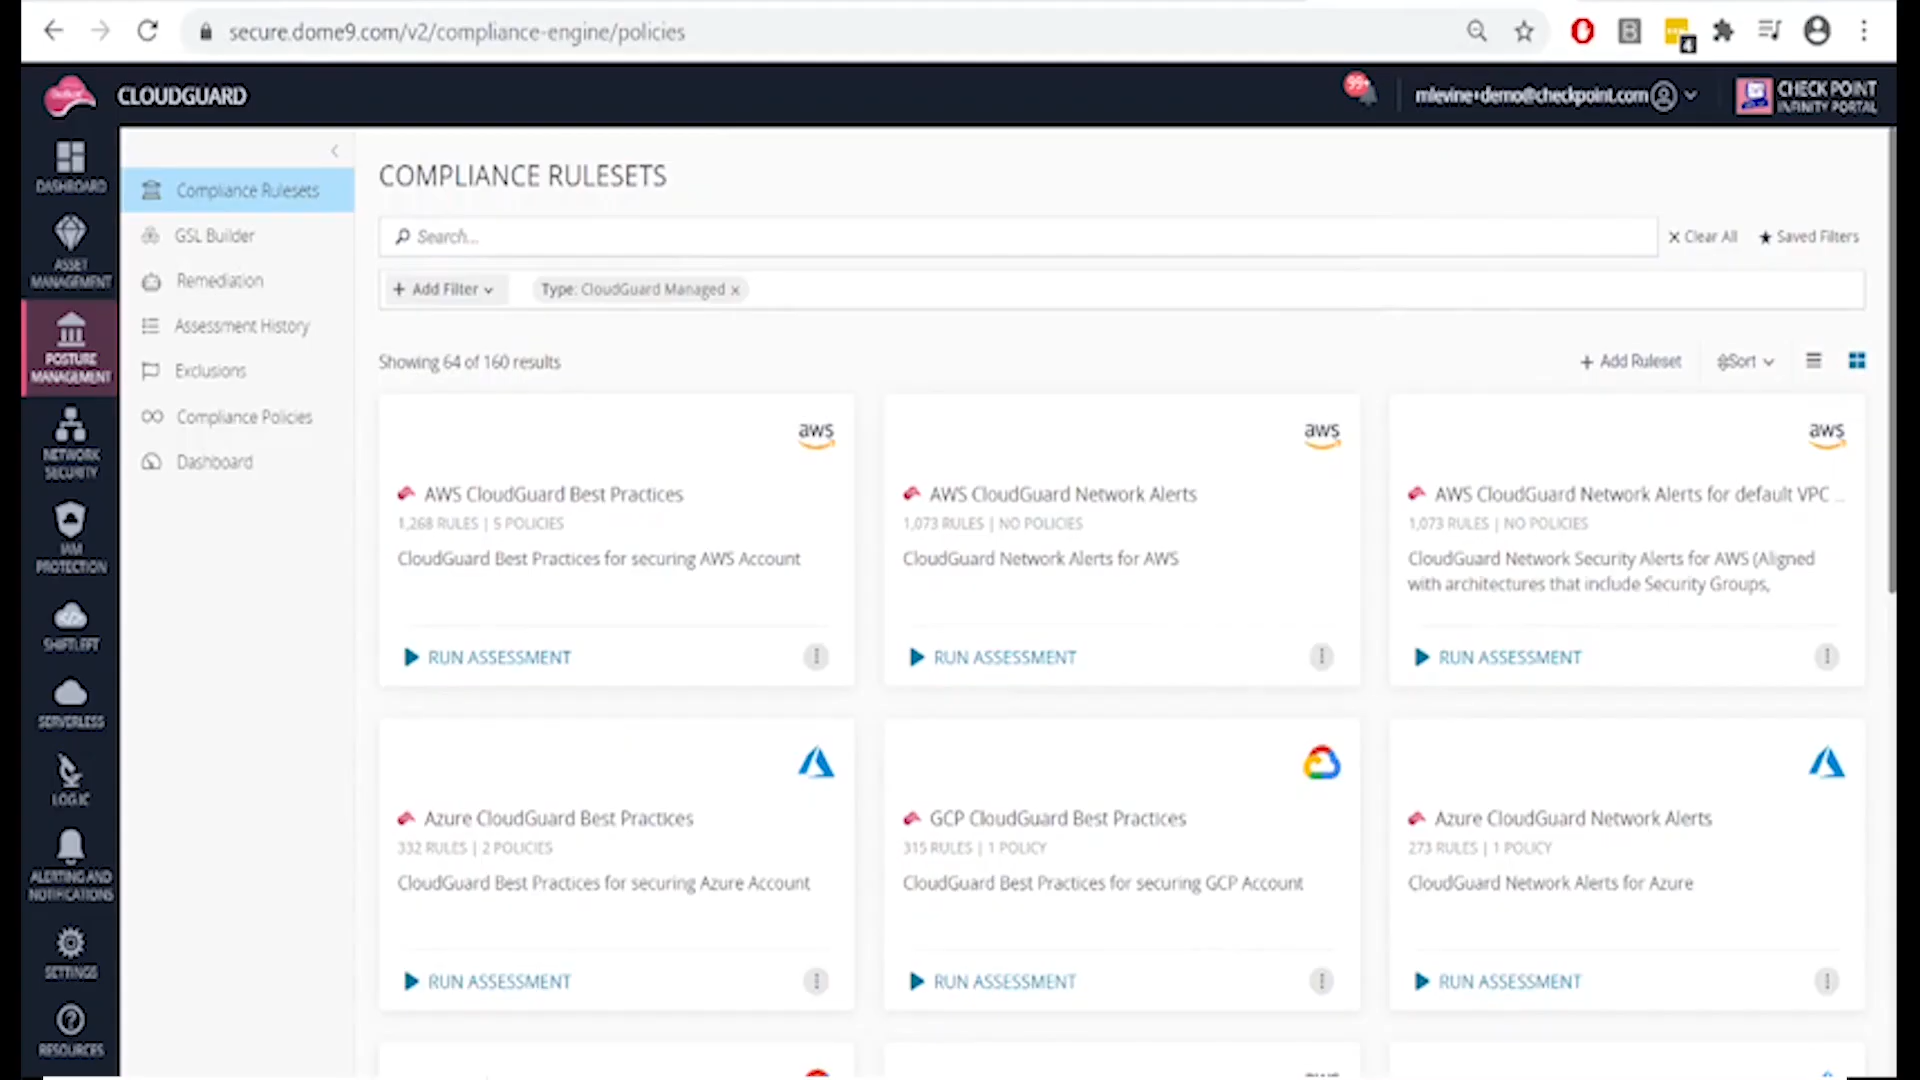 secure.dome9.com/v2/compliance-engine/policies
4
CLOUDGUARD
99+
mlevine+demo@checkpoint.com
CHECK POINT
INFINITY PORTAL
DASHBOARD
ASSET
MANAGEMENT
POSTURE
MANAGEMENT
NETWORK
SECURITY
IAM
PROTECTION
SHIFTLEFT
SERVERLESS
LOGIC
ALERTING AND
NOTIFICATIONS
SETTINGS
RESOURCES
Compliance Rulesets
GSL Builder
Remediation
Assessment History
Exclusions
Compliance Policies
Dashboard
COMPLIANCE RULESETS
Search...
Clear All
Saved Filters
+ Add Filter
Type: CloudGuard Managed x
Showing 64 of 160 results
+ Add Ruleset
Sort
aws
AWS CloudGuard Best Practices
1,268 RULES | 5 POLICIES
CloudGuard Best Practices for securing AWS Account
RUN ASSESSMENT
aws
AWS CloudGuard Network Alerts
1,073 RULES | NO POLICIES
CloudGuard Network Alerts for AWS
RUN ASSESSMENT
aws
AWS CloudGuard Network Alerts for default VPC ...
1,073 RULES | NO POLICIES
CloudGuard Network Security Alerts for AWS (Aligned
with architectures that include Security Groups,
RUN ASSESSMENT
Azure CloudGuard Best Practices
332 RULES | 2 POLICIES
CloudGuard Best Practices for securing Azure Account
RUN ASSESSMENT
GCP CloudGuard Best Practices
315 RULES | 1 POLICY
CloudGuard Best Practices for securing GCP Account
RUN ASSESSMENT
Azure CloudGuard Network Alerts
273 RULES | 1 POLICY
CloudGuard Network Alerts for Azure
RUN ASSESSMENT